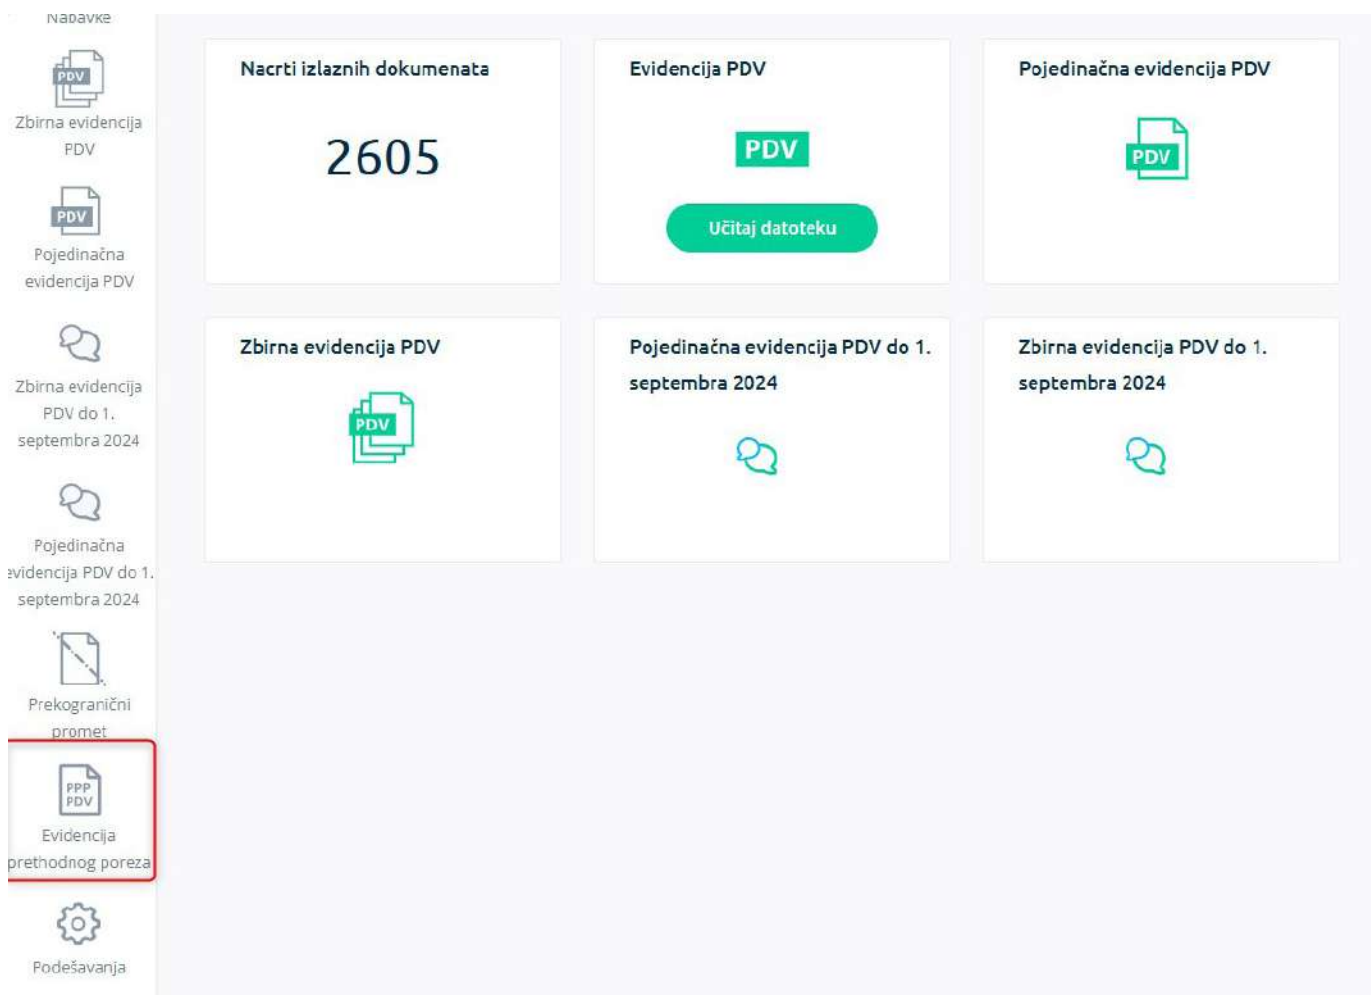 Nabavke
PDV
Zbirna evidencija
PDV
PDV
Pojedinačna
evidencija PDV
Zbirna evidencija
PDV do 1.
septembra 2024
Pojedinačna
evidencija PDV do 1.
septembra 2024
Prekogranični
promet
PPP
PDV
Evidencija
prethodnog poreza
Podešavanja
Nacrti izlaznih dokumenata
2605
Evidencija PDV
PDV
Učitaj datoteku
Pojedinačna evidencija PDV
PDV
Zbirna evidencija PDV
PDV
Pojedinačna evidencija PDV do 1.
septembra 2024
Zbirna evidencija PDV do 1.
septembra 2024